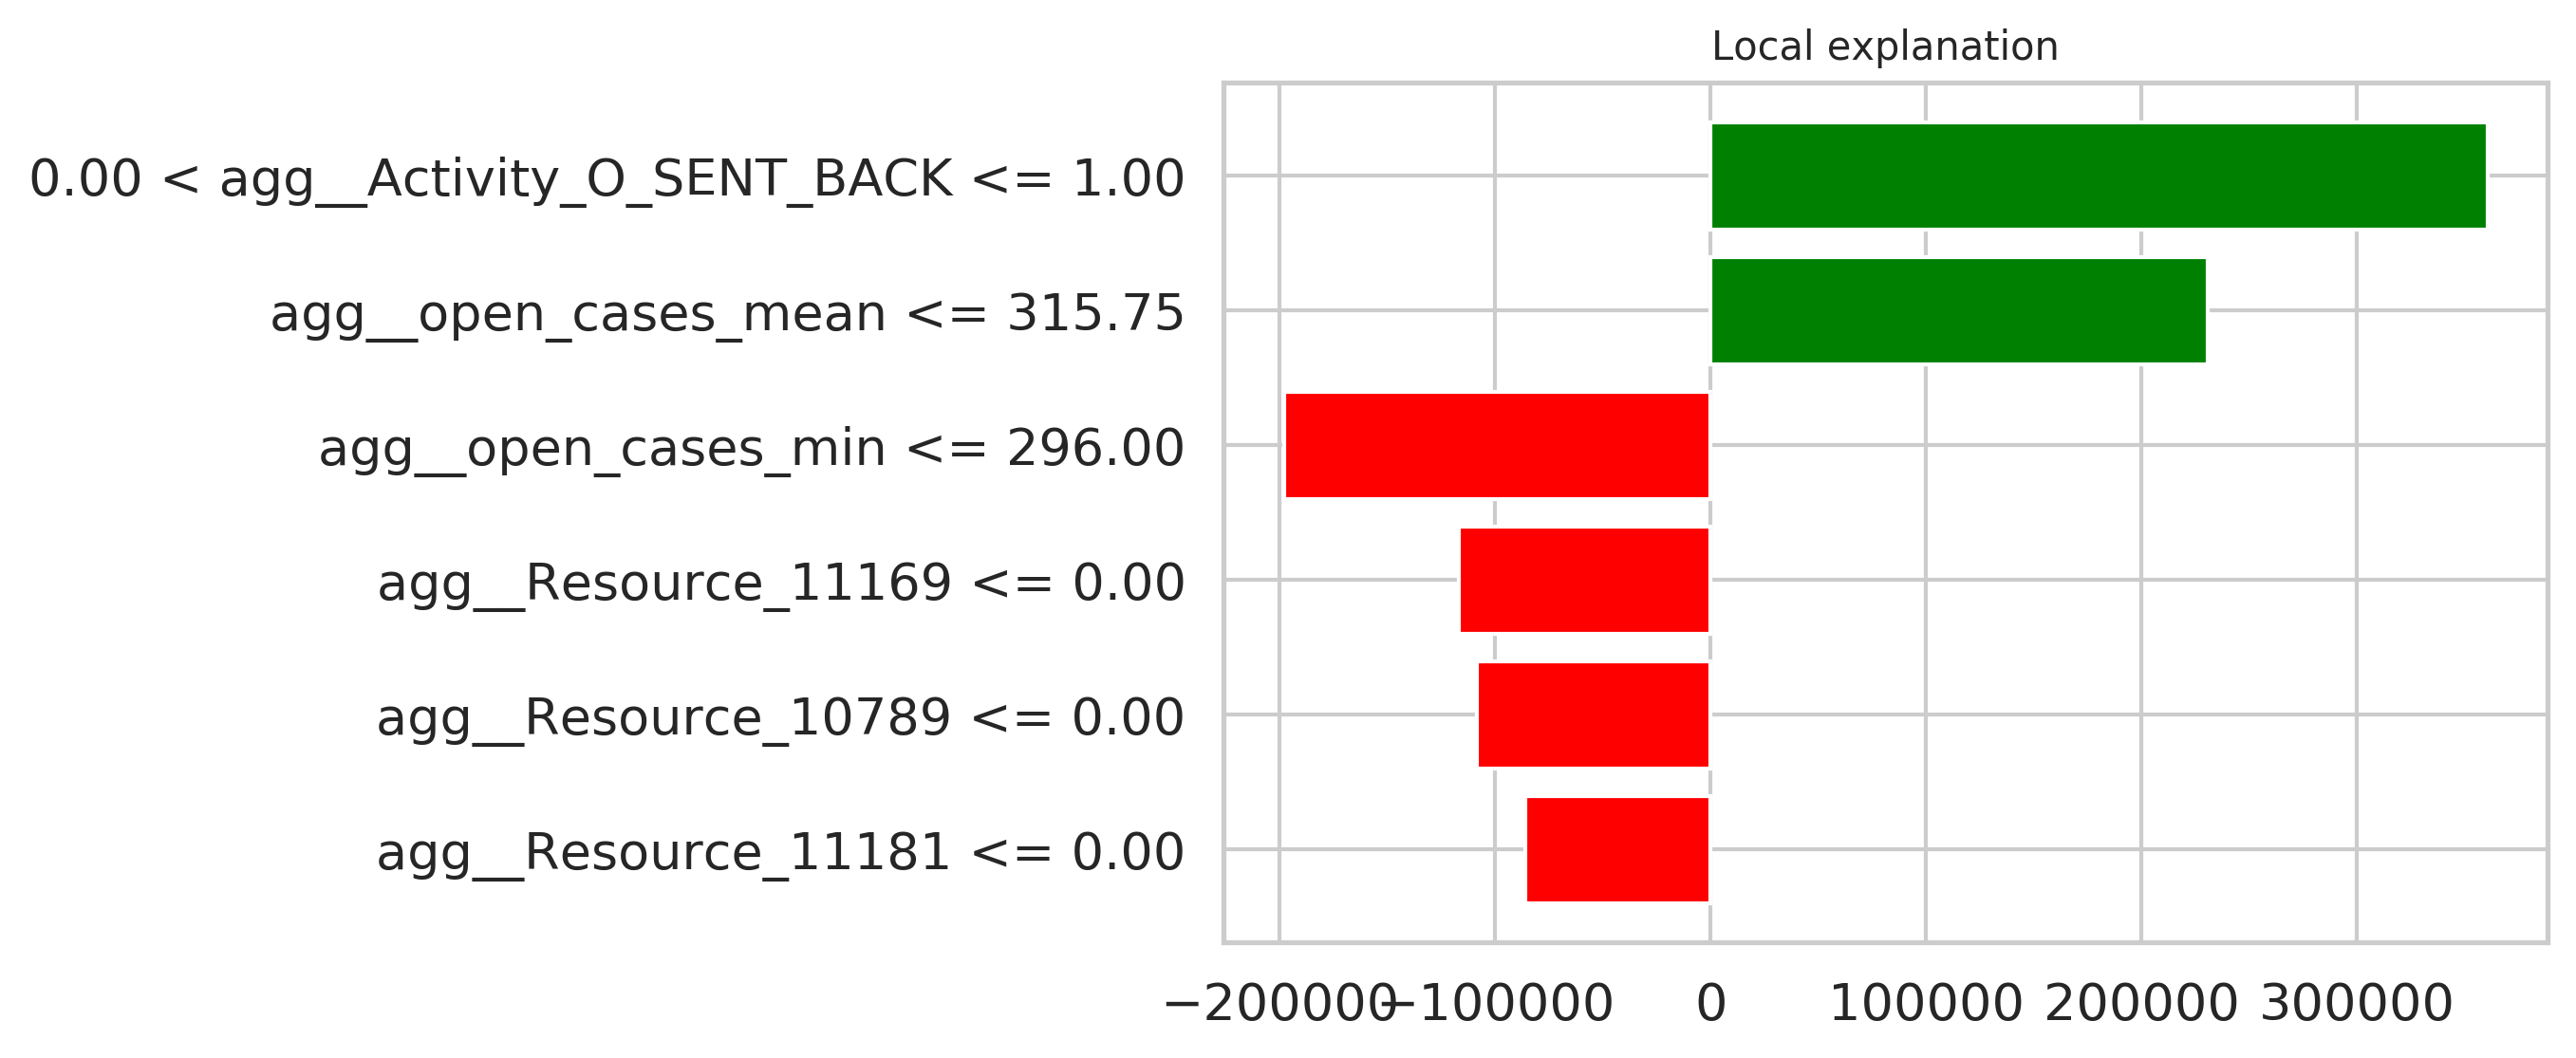 Local explanation
0.00 < agg__Activity_O_SENT_BACK <= 1.00
agg__open_cases_mean <= 315.75
agg__open_cases_min <= 296.00
agg__Resource_11169 <= 0.00
agg__Resource_10789 <= 0.00
agg__Resource_11181 <= 0.00
−200000 −100000 0 100000 200000 300000